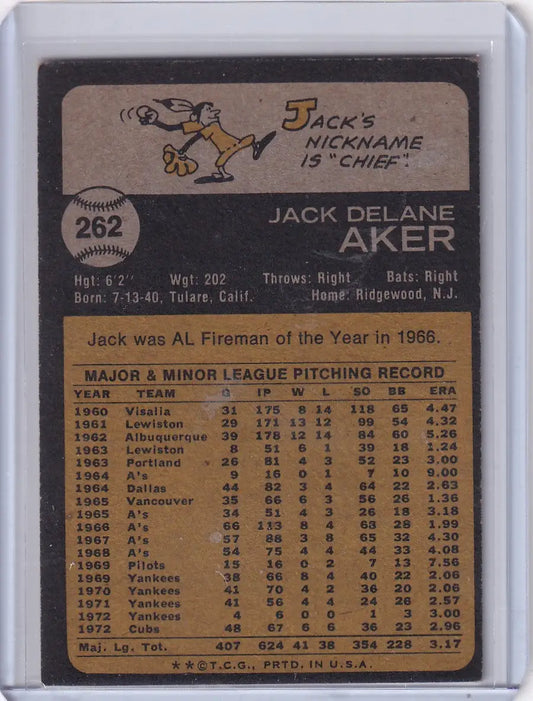 JACK'S
NICKNAME
IS "CHIEF".
262
JACK DELANE
AKER
Hgt: 6'2" Wgt: 202 Throws: Right Bats: Right
Born: 7-13-40, Tulare, Calif. Home: Ridgewood, N.J.
Jack was AL Fireman of the Year in 1966.
MAJOR & MINOR LEAGUE PITCHING RECORD
YEAR TEAM G IP W L SO BB ERA
1960 Visalia 31 175 8 14 118 65 4.47
1961 Lewiston 29 171 13 12 99 54 4.32
1962 Albuquerque 39 178 12 14 84 60 5.26
1963 Lewiston 8 51 6 1 39 18 1.24
1963 Portland 26 81 4 3 52 23 3.00
1964 A's 9 16 0 1 7 10 9.00
1964 Dallas 44 82 3 4 64 22 2.63
1965 Vancouver 35 66 6 3 56 26 1.36
1965 A's 34 51 4 3 26 18 3.18
1966 A's 66 113 8 4 68 28 1.99
1967 A's 57 88 3 8 65 32 4.30
1968 A's 54 75 4 4 44 33 4.08
1969 Pilots 15 16 0 2 7 13 7.56
1969 Yankees 38 66 8 4 40 22 2.06
1970 Yankees 41 70 4 2 36 20 2.06
1971 Yankees 41 56 4 4 24 26 2.57
1972 Yankees 4 6 0 0 1 3 3.00
1972 Cubs 48 67 6 6 36 23 2.96
Maj. Lg. Tot. 407 624 41 38 354 228 3.17
**©T.C.G., PRTD. IN U.S.A.